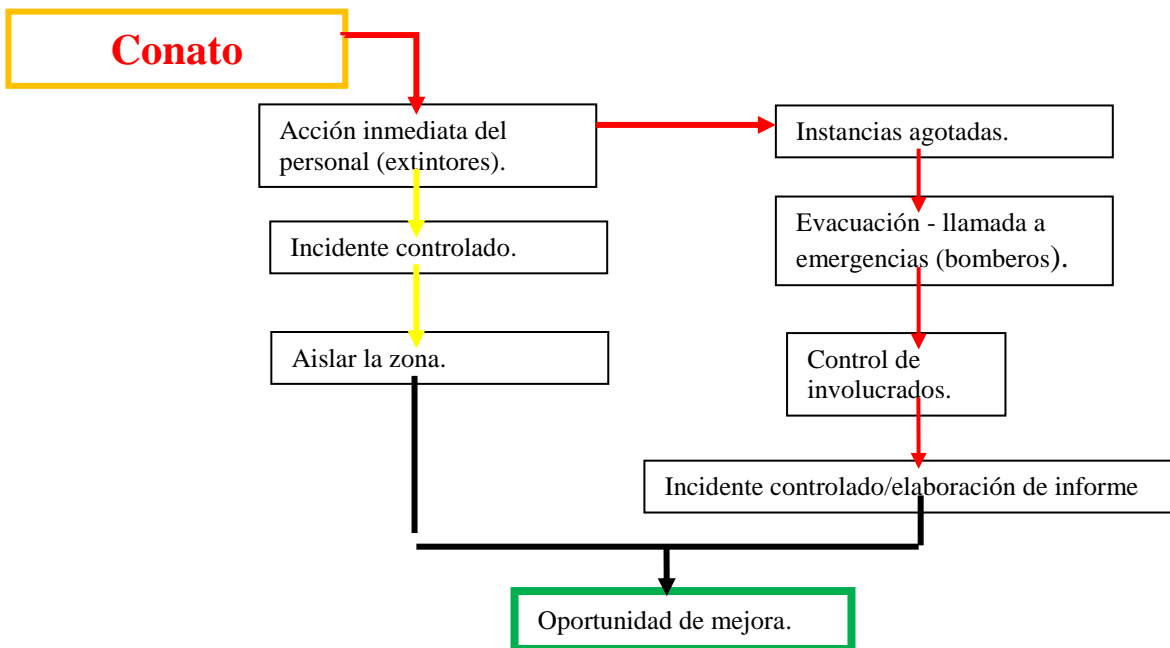 Conato
Acción inmediata del
personal (extintores).
Instancias agotadas.
Incidente controlado.
Evacuación - llamada a
emergencias (bomberos).
Aislar la zona.
Control de
involucrados.
Incidente controlado/elaboración de informe
Oportunidad de mejora.